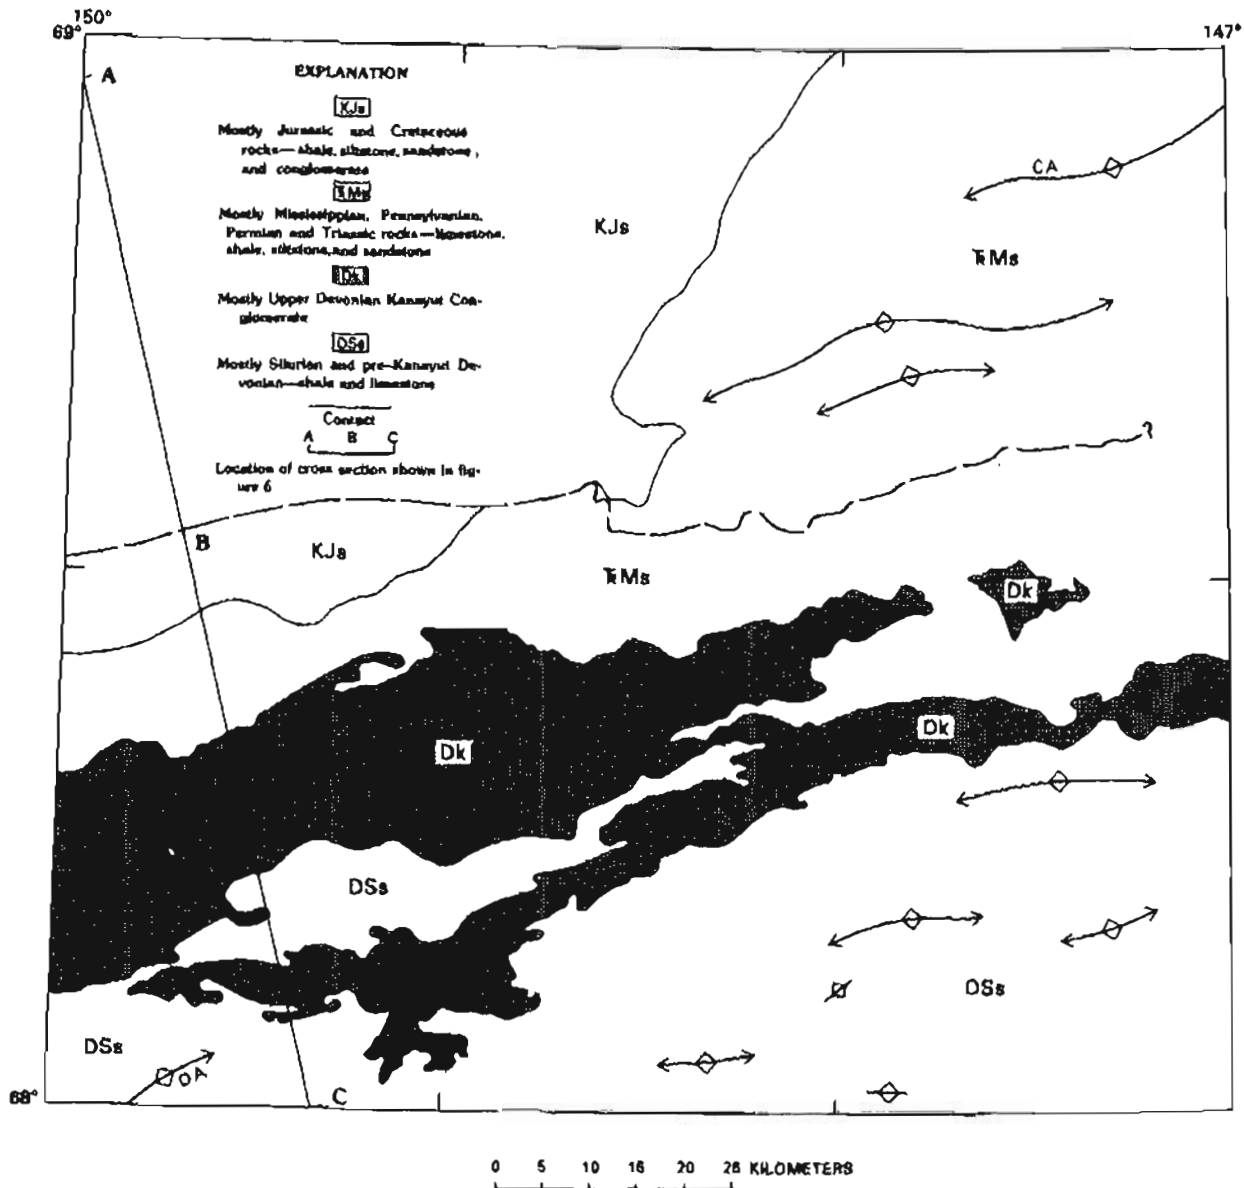 150°
69°
147°
A
EXPLANATION
KJs
Mostly Jurassic and Cretaceous
rocks—shale, siltstone, sandstone,
and conglomerate
TRMs
Mostly Mississippian, Pennsylvanian,
Permian and Triassic rocks—limestone,
shale, siltstone, and sandstone
Dk
Mostly Upper Devonian Kanayut Con-
glomerate
DSs
Mostly Silurian and pre-Kanayut De-
vonian—shale and limestone
Contact
A B C
Location of cross section shown in fig-
ure 6
CA
KJs
TRMs
?
B
KJs
TRMs
Dk
Dk
Dk
DSs
DSs
DSs
DA
C
68°
0 5 10 15 20 25 KILOMETERS